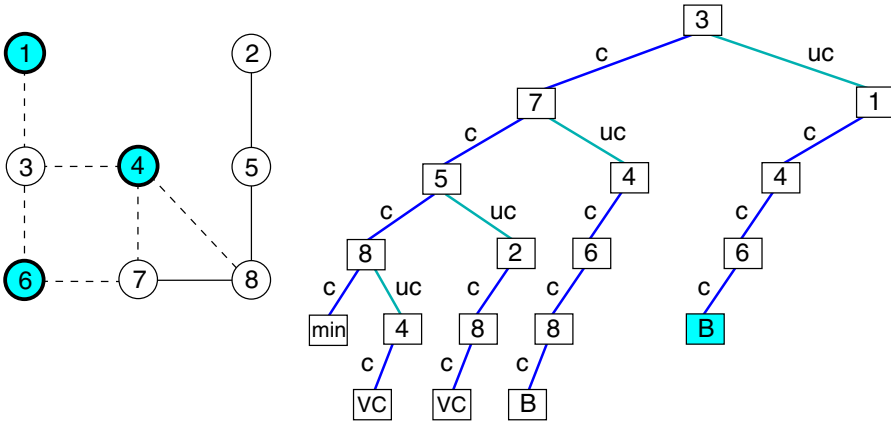 3
1 2
c uc
7 1
c uc c
3 4 5
5 4 4
c uc c c
8 2 6 6
6 7 8
c uc c c c
min 4 8 8 B
c c c
VC VC B